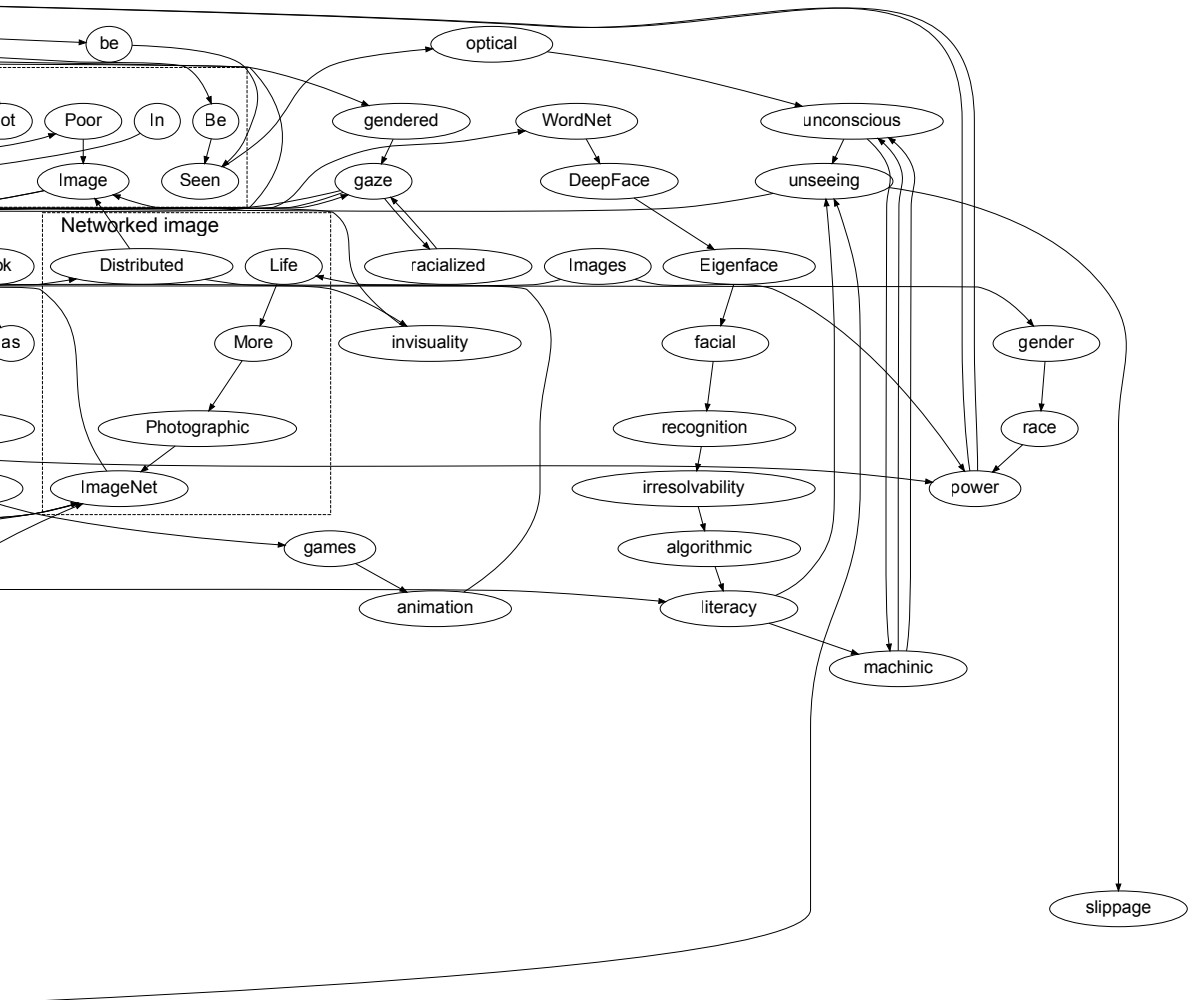 be
optical
Poor
In
Be
gendered
WordNet
unconscious
Image
Seen
gaze
DeepFace
unseeing
Networked image
Distributed
Life
racialized
Images
Eigenface
More
invisuality
facial
gender
Photographic
recognition
race
ImageNet
irresolvability
power
games
algorithmic
animation
literacy
machinic
slippage